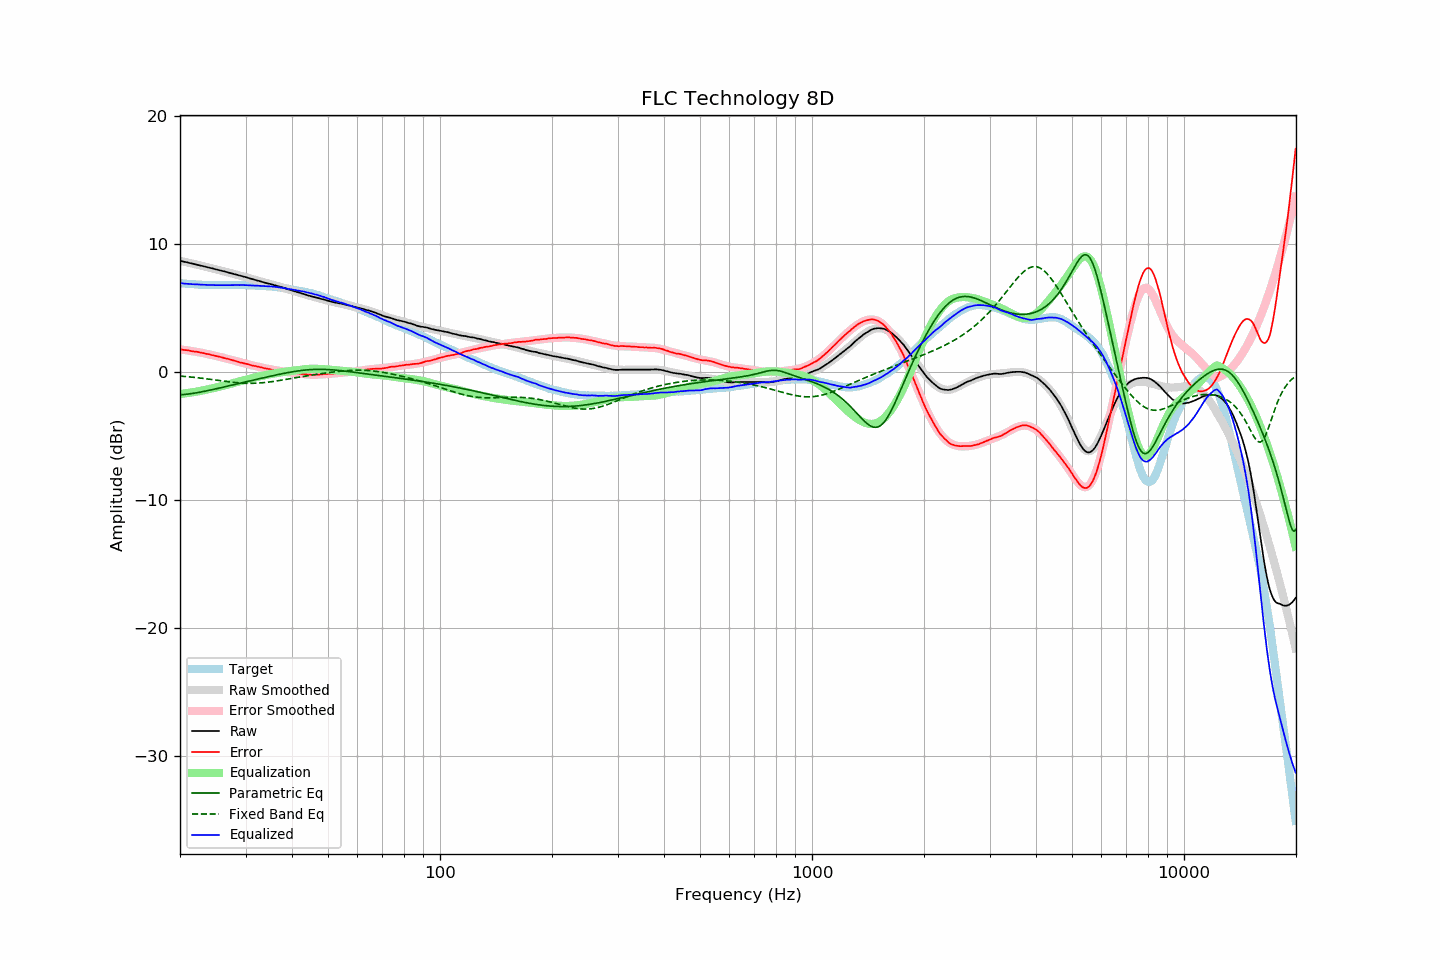 FLC Technology 8D
20
10
0
−10
−20
−30
Amplitude (dBr)
100
1000
10000
Frequency (Hz)
Target
Raw Smoothed
Error Smoothed
Raw
Error
Equalization
Parametric Eq
Fixed Band Eq
Equalized